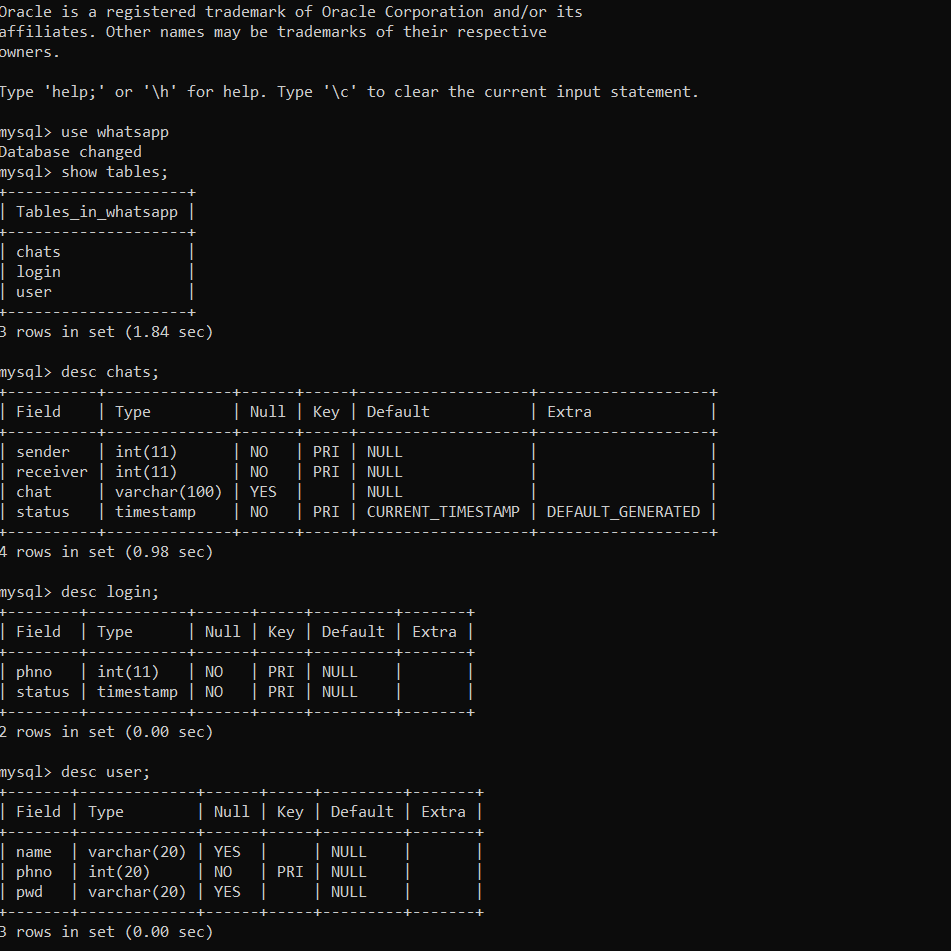 Oracle is a registered trademark of Oracle Corporation and/or its
affiliates. Other names may be trademarks of their respective
owners.

Type 'help;' or '\h' for help. Type '\c' to clear the current input statement.

mysql> use whatsapp
Database changed
mysql> show tables;
+--------------------+
| Tables_in_whatsapp |
+--------------------+
| chats              |
| login              |
| user               |
+--------------------+
3 rows in set (1.84 sec)

mysql> desc chats;
+----------+--------------+------+-----+-------------------+-------------------+
| Field    | Type         | Null | Key | Default           | Extra             |
+----------+--------------+------+-----+-------------------+-------------------+
| sender   | int(11)      | NO   | PRI | NULL              |                   |
| receiver | int(11)      | NO   | PRI | NULL              |                   |
| chat     | varchar(100) | YES  |     | NULL              |                   |
| status   | timestamp    | NO   | PRI | CURRENT_TIMESTAMP | DEFAULT_GENERATED |
+----------+--------------+------+-----+-------------------+-------------------+
4 rows in set (0.98 sec)

mysql> desc login;
+--------+-----------+------+-----+---------+-------+
| Field  | Type      | Null | Key | Default | Extra |
+--------+-----------+------+-----+---------+-------+
| phno   | int(11)   | NO   | PRI | NULL    |       |
| status | timestamp | NO   | PRI | NULL    |       |
+--------+-----------+------+-----+---------+-------+
2 rows in set (0.00 sec)

mysql> desc user;
+-------+-------------+------+-----+---------+-------+
| Field | Type        | Null | Key | Default | Extra |
+-------+-------------+------+-----+---------+-------+
| name  | varchar(20) | YES  |     | NULL    |       |
| phno  | int(20)     | NO   | PRI | NULL    |       |
| pwd   | varchar(20) | YES  |     | NULL    |       |
+-------+-------------+------+-----+---------+-------+
3 rows in set (0.00 sec)